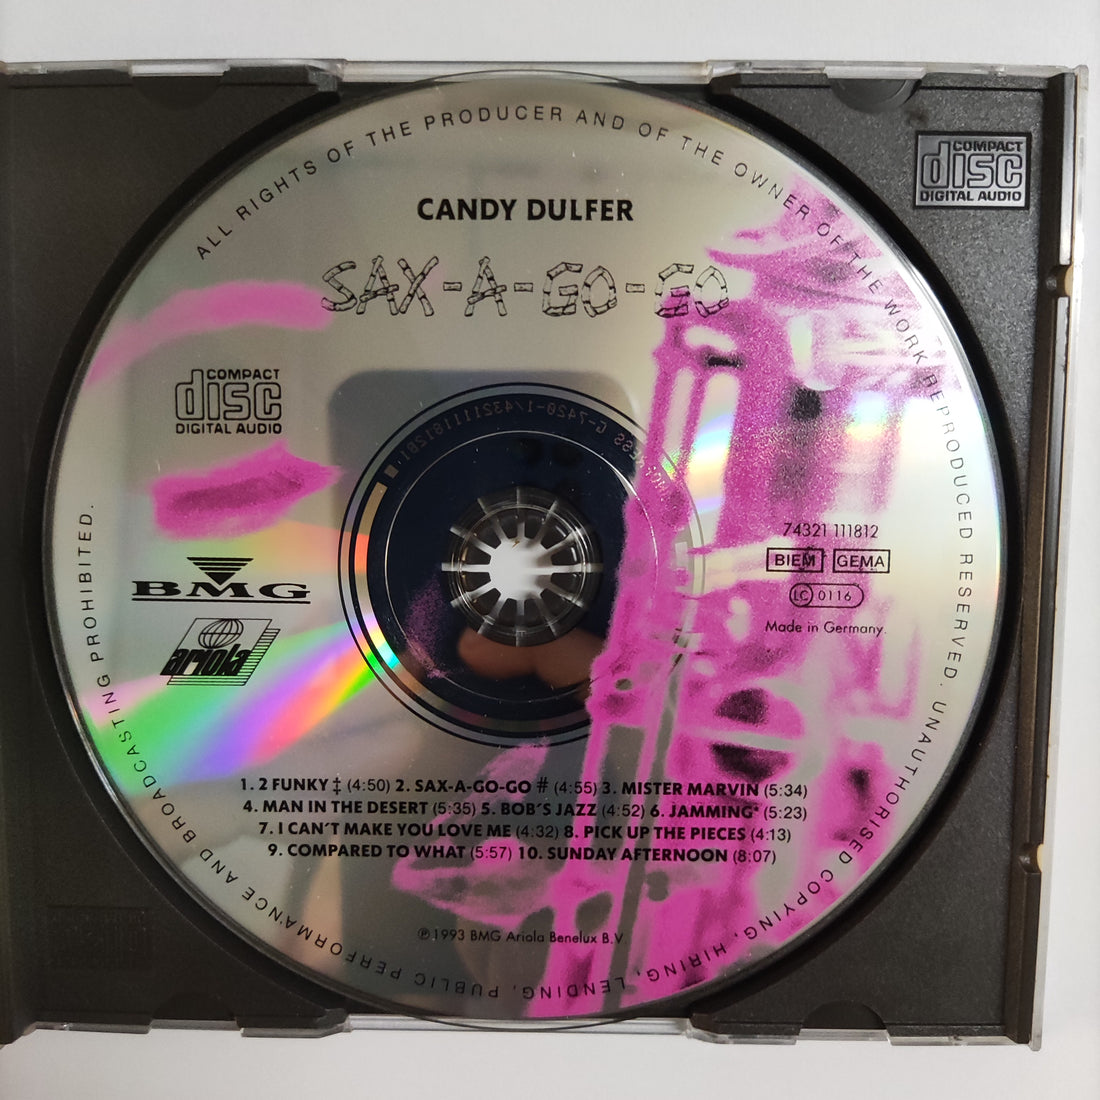 ALL RIGHTS OF THE PRODUCER AND OF THE OWNER OF THE WORK REPRODUCED RESERVED. UNAUTHORISED COPYING, HIRING, LENDING, PUBLIC PERFORMANCE AND BROADCASTING PROHIBITED.
COMPACT
disc
DIGITAL AUDIO
CANDY DULFER
SAX-A-GO-GO
COMPACT
disc
DIGITAL AUDIO
74321 111812
BIEM GEMA
LC 0116
Made in Germany.
BMG
ariola
1. 2 FUNKY ‡ (4:50) 2. SAX-A-GO-GO # (4:55) 3. MISTER MARVIN (5:34)
4. MAN IN THE DESERT (5:35) 5. BOB'S JAZZ (4:52) 6. JAMMING* (5:23)
7. I CAN'T MAKE YOU LOVE ME (4:32) 8. PICK UP THE PIECES (4:13)
9. COMPARED TO WHAT (5:57) 10. SUNDAY AFTERNOON (8:07)
℗ 1993 BMG Ariola Benelux B.V